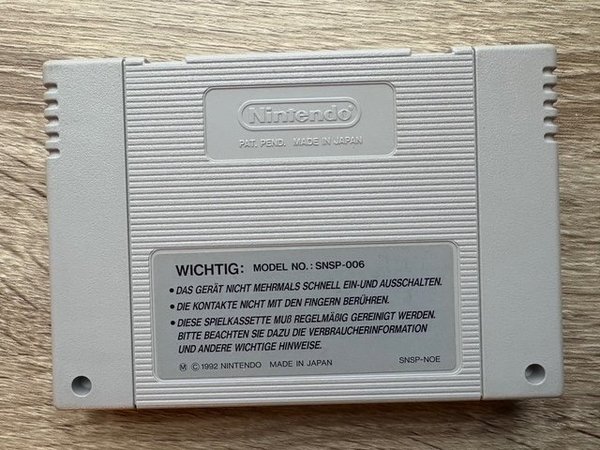 Nintendo
PAT. PEND. MADE IN JAPAN
WICHTIG: MODEL NO.: SNSP-006
• DAS GERÄT NICHT MEHRMALS SCHNELL EIN-UND AUSSCHALTEN.
• DIE KONTAKTE NICHT MIT DEN FINGERN BERÜHREN.
• DIESE SPIELKASSETTE MUß REGELMÄßIG GEREINIGT WERDEN.
BITTE BEACHTEN SIE DAZU DIE VERBRAUCHERINFORMATION
UND ANDERE WICHTIGE HINWEISE.
Ⓜ © 1992 NINTENDO MADE IN JAPAN SNSP-NOE